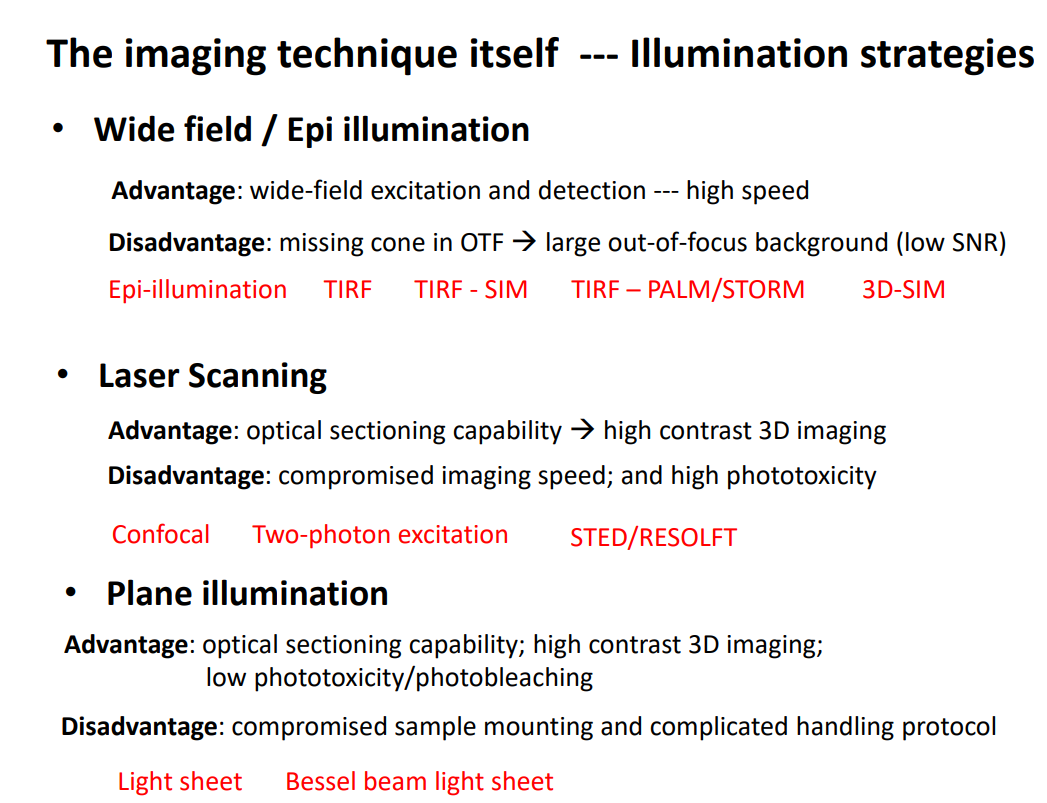 The imaging technique itself --- Illumination strategies
• Wide field / Epi illumination
Advantage: wide-field excitation and detection --- high speed
Disadvantage: missing cone in OTF → large out-of-focus background (low SNR)
Epi-illumination TIRF TIRF - SIM TIRF – PALM/STORM 3D-SIM
• Laser Scanning
Advantage: optical sectioning capability → high contrast 3D imaging
Disadvantage: compromised imaging speed; and high phototoxicity
Confocal Two-photon excitation STED/RESOLFT
• Plane illumination
Advantage: optical sectioning capability; high contrast 3D imaging;
low phototoxicity/photobleaching
Disadvantage: compromised sample mounting and complicated handling protocol
Light sheet Bessel beam light sheet